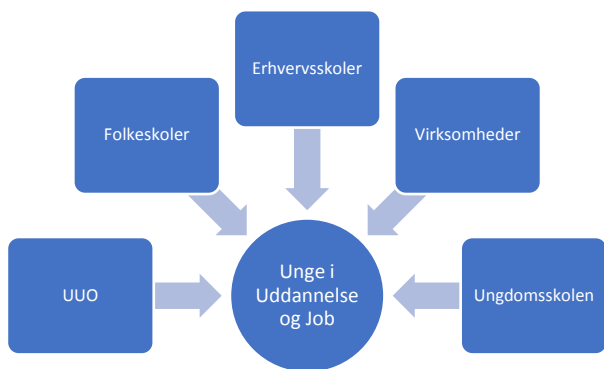 Erhvervsskoler
Folkeskoler
Virksomheder
UUO
Unge i
Uddannelse
og Job
Ungdomsskolen